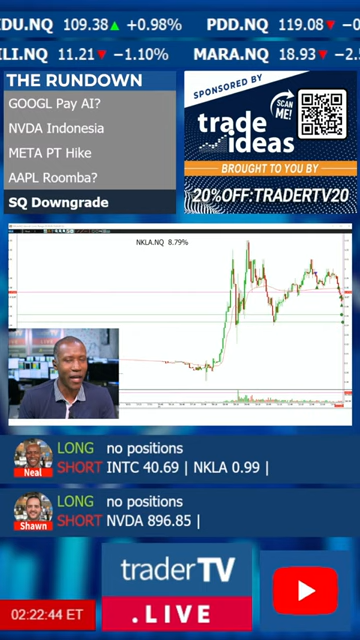 DU.NQ 109.38▲ +0.98% PDD.NQ 119.08▼ −0
ILI.NQ 11.21▼ −1.10% MARA.NQ 18.93▼ −2.5
THE RUNDOWN
GOOGL Pay AI?
NVDA Indonesia
META PT Hike
AAPL Roomba?
SQ Downgrade
SPONSORED BY
trade
ideas
SCAN
ME!
BROUGHT TO YOU BY
20%OFF:TRADERTV20
NKLA.NQ 8.79%
LONG no positions
SHORT INTC 40.69 | NKLA 0.99 |
Neal
LONG no positions
SHORT NVDA 896.85 |
Shawn
traderTV
.LIVE
02:22:44 ET